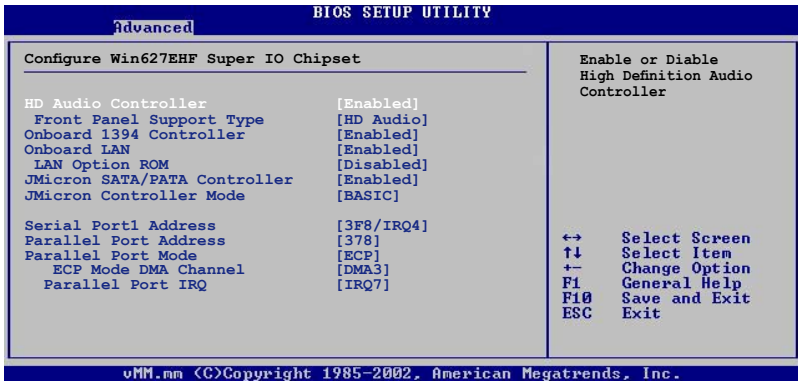 BIOS SETUP UTILITY
Advanced
Configure Win627EHF Super IO Chipset
HD Audio Controller [Enabled]
Front Panel Support Type [HD Audio]
Onboard 1394 Controller [Enabled]
Onboard LAN [Enabled]
LAN Option ROM [Disabled]
JMicron SATA/PATA Controller [Enabled]
JMicron Controller Mode [BASIC]
Serial Port1 Address [3F8/IRQ4]
Parallel Port Address [378]
Parallel Port Mode [ECP]
ECP Mode DMA Channel [DMA3]
Parallel Port IRQ [IRQ7]
Enable or Diable
High Definition Audio
Controller
←→ Select Screen
↑↓ Select Item
+- Change Option
F1 General Help
F10 Save and Exit
ESC Exit
vMM.mm (C)Copyright 1985-2002, American Megatrends, Inc.